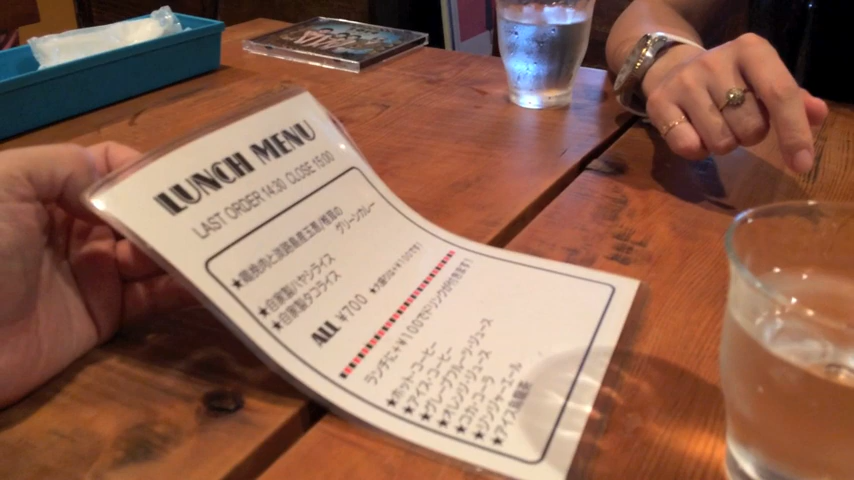 LUNCH MENU
LAST ORDER 14:30 CLOSE 15:00
グリーンカレー
★自家製ハヤシライス
★自家製タコライス
ALL ¥700
ランチに+¥100でドリンクが付きます!
★ホット・コーヒー
★アイス・コーヒー
★グレープフルーツ・ジュース
★オレンジ・ジュース
★コカ・コーラ
★ジンジャーエール
★アイス烏龍茶